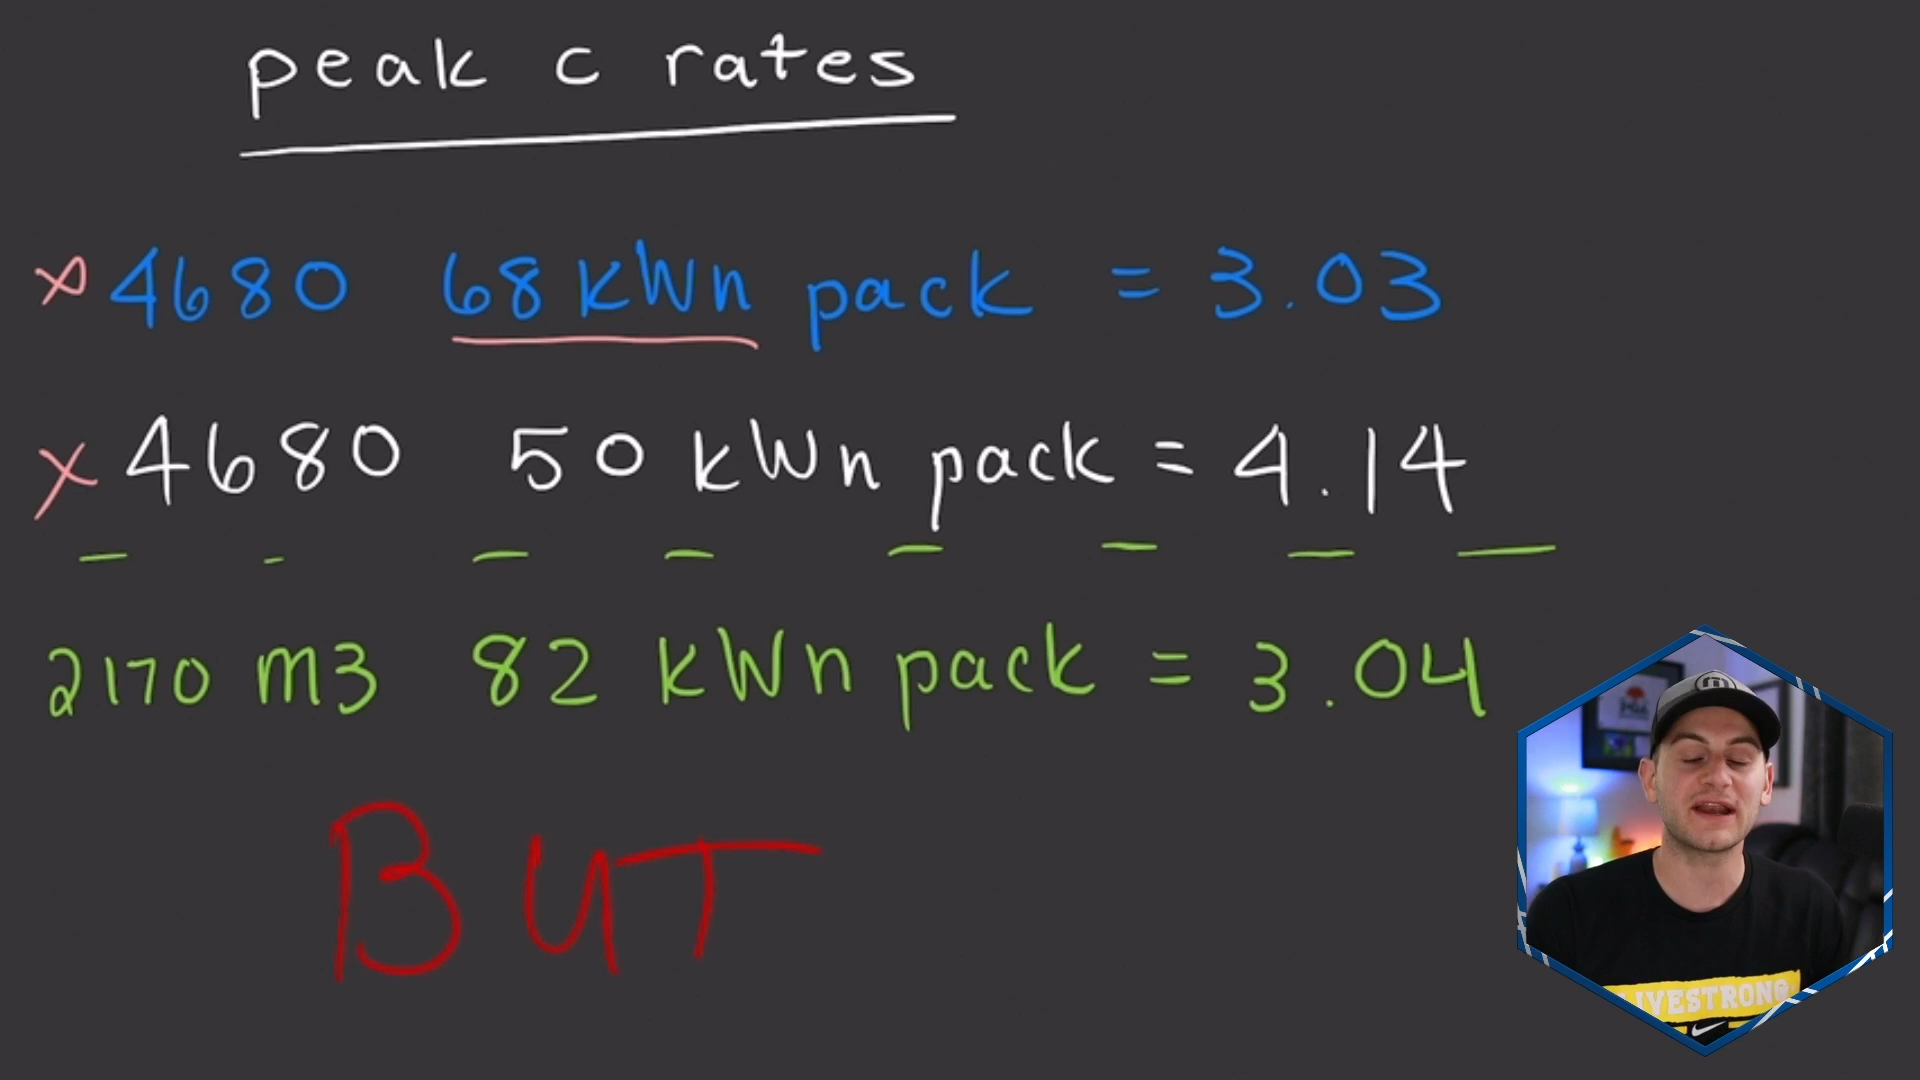 peak c rates
x 4680 68 kWh pack = 3.03
x 4680 50 kWh pack = 4.14
2170 m3 82 kWh pack = 3.04
BUT
LIVESTRONG